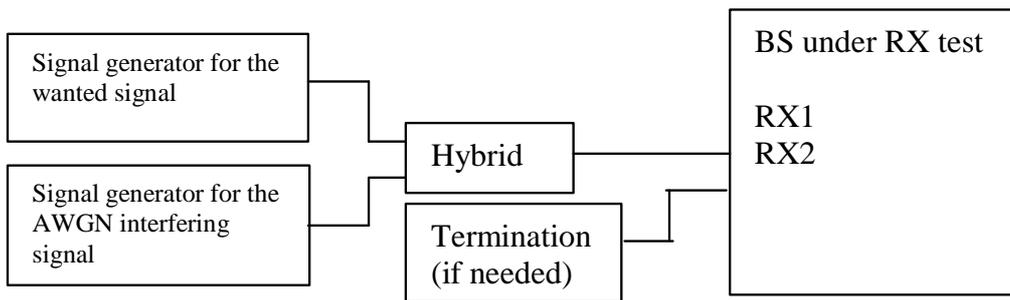 Signal generator for the
wanted signal
Signal generator for the
AWGN interfering
signal
Hybrid
Termination
(if needed)
BS under RX test
RX1
RX2